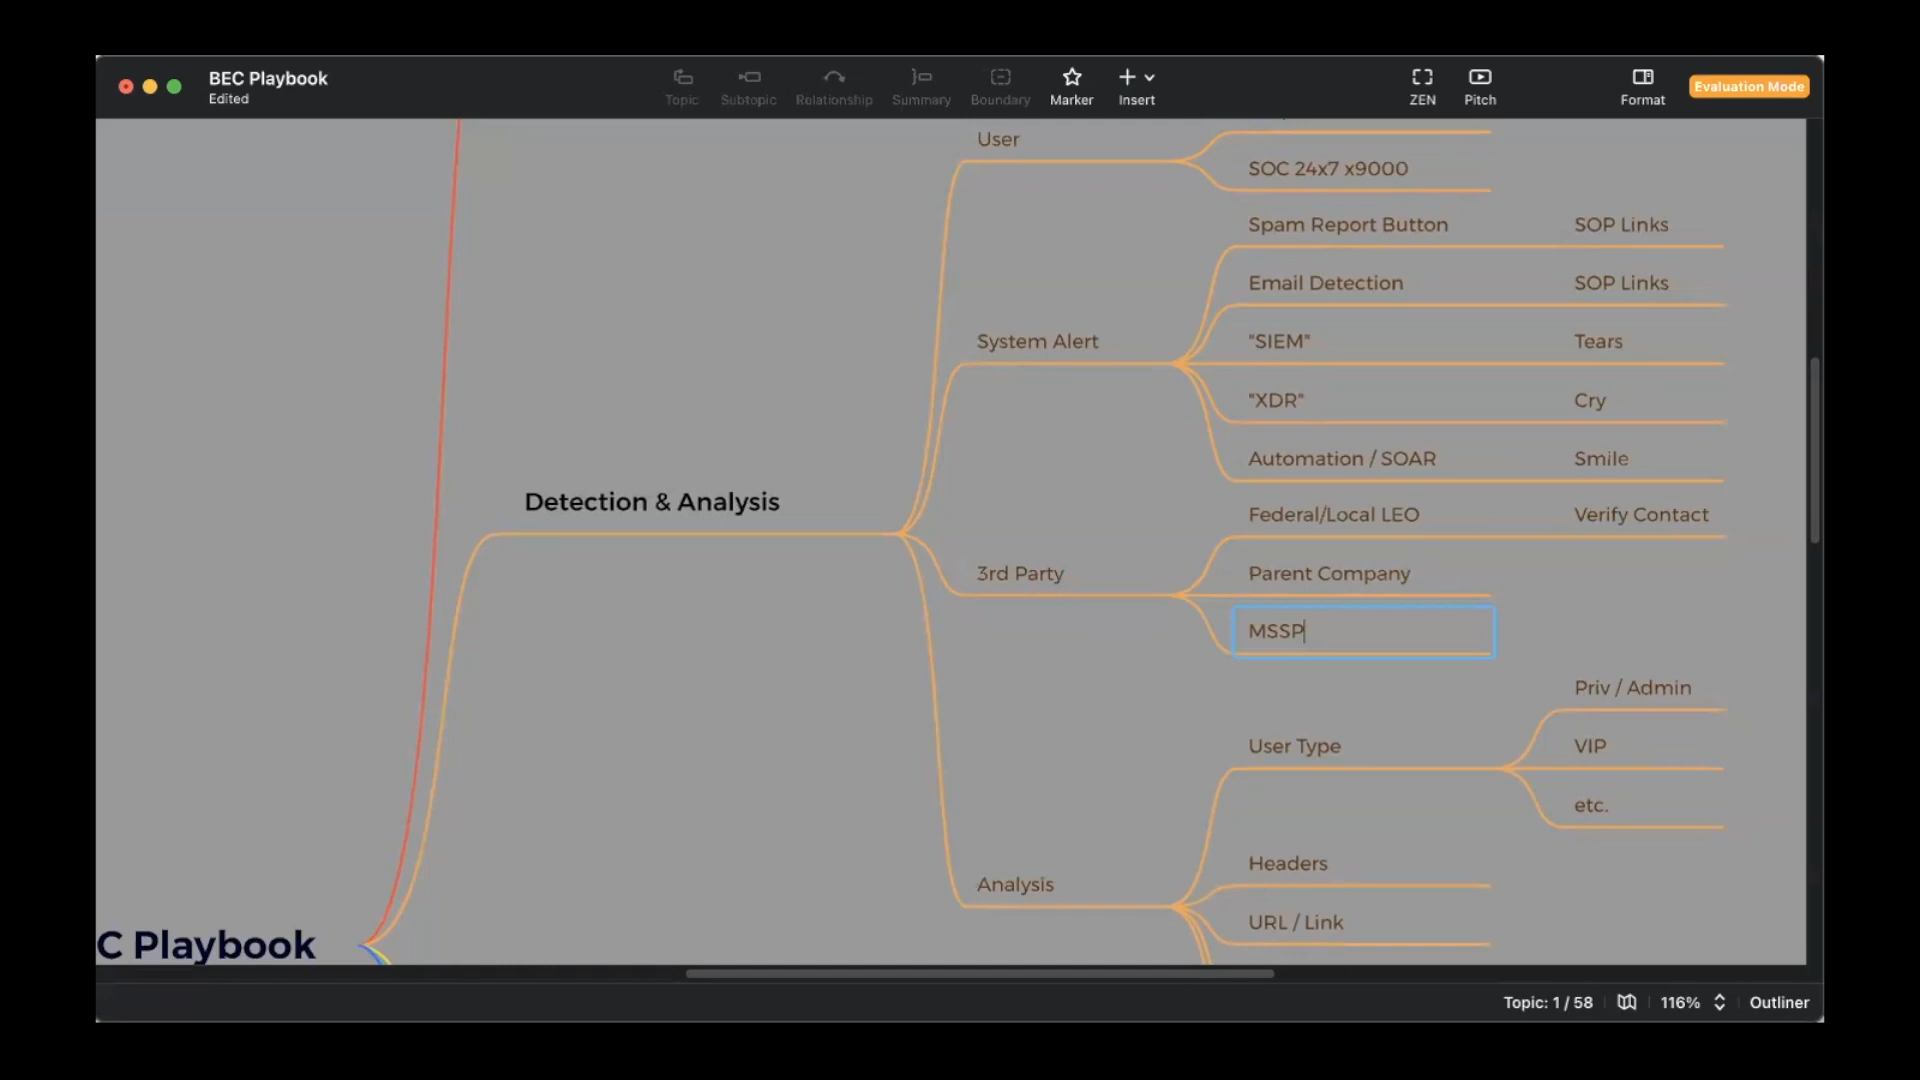 BEC Playbook
Edited
Topic
Subtopic
Relationship
Summary
Boundary
Marker
Insert
ZEN
Pitch
Format
Evaluation Mode
User
SOC 24x7 x9000
Spam Report Button
SOP Links
Email Detection
SOP Links
System Alert
"SIEM"
Tears
"XDR"
Cry
Automation / SOAR
Smile
Detection & Analysis
Federal/Local LEO
Verify Contact
3rd Party
Parent Company
MSSP
Priv / Admin
User Type
VIP
etc.
Headers
Analysis
URL / Link
C Playbook
Topic: 1 / 58
116%
Outliner